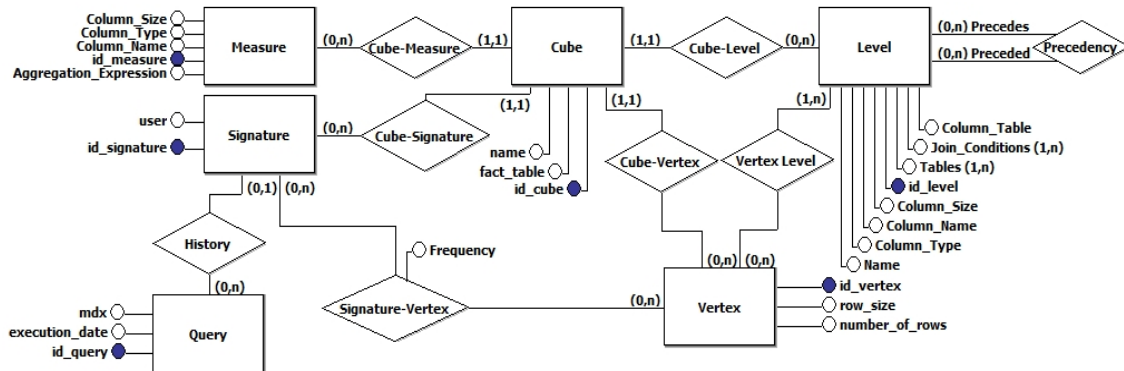 Column_Size
Column_Type
Column_Name
id_measure
Aggregation_Expression
Measure
(0,n)
Cube-Measure
(1,1)
Cube
(1,1)
Cube-Level
(0,n)
Level
(0,n) Precedes
(0,n) Preceded
Precedency
user
id_signature
Signature
(0,n)
Cube-Signature
(1,1)
name
fact_table
id_cube
(1,1)
Cube-Vertex
(1,n)
Vertex Level
Column_Table
Join_Conditions (1,n)
Tables (1,n)
id_level
Column_Size
Column_Name
Column_Type
Name
(0,1)
(0,n)
History
(0,n)
Frequency
Signature-Vertex
(0,n)
(0,n)
(0,n)
Vertex
id_vertex
row_size
number_of_rows
mdx
execution_date
id_query
Query